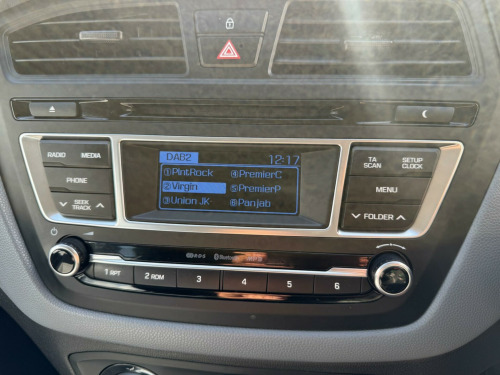 RADIO MEDIA
PHONE
SEEK
TRACK
DAB2 12:17
①PlntRock ④PremierC
②Virgin ⑤PremierP
③Union JK ⑥Panjab
TA
SCAN
SETUP
CLOCK
MENU
FOLDER
Bluetooth
1 RPT 2 RDM 3 4 5 6